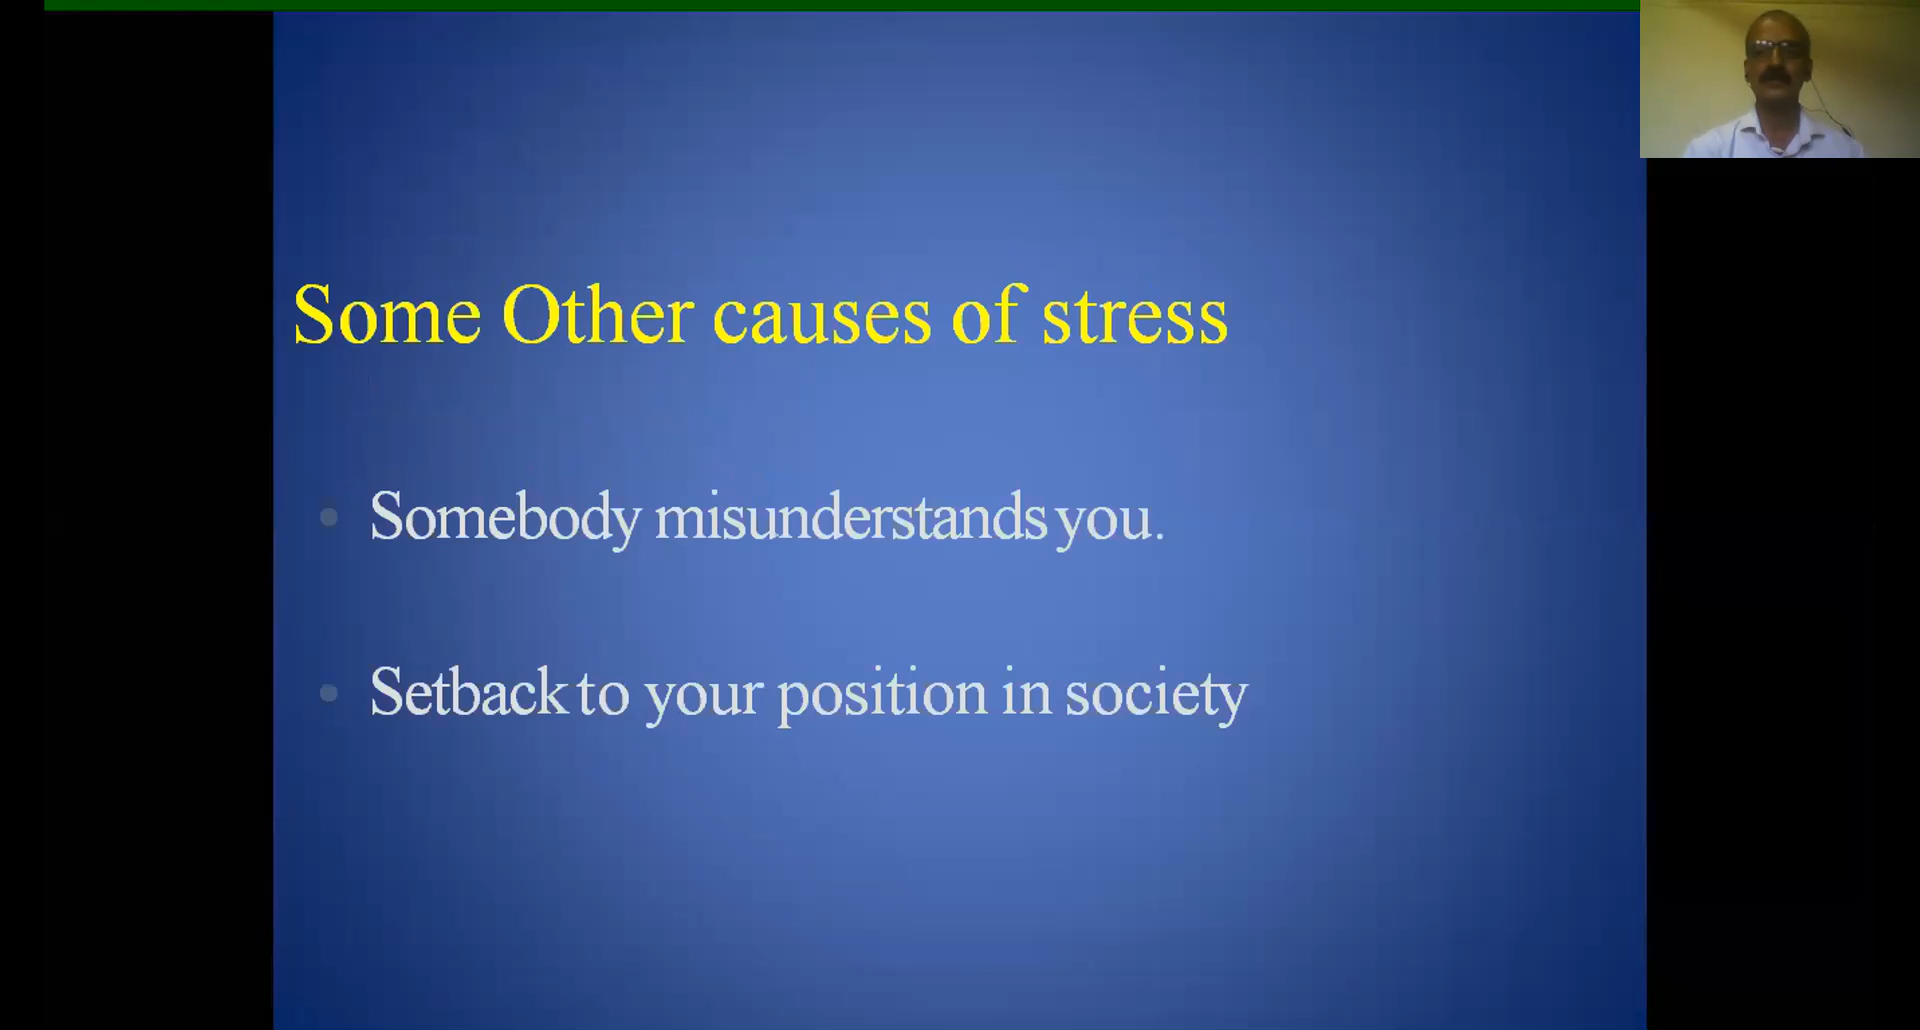 Some Other causes of stress
• Somebody misunderstands you.
• Setback to your position in society